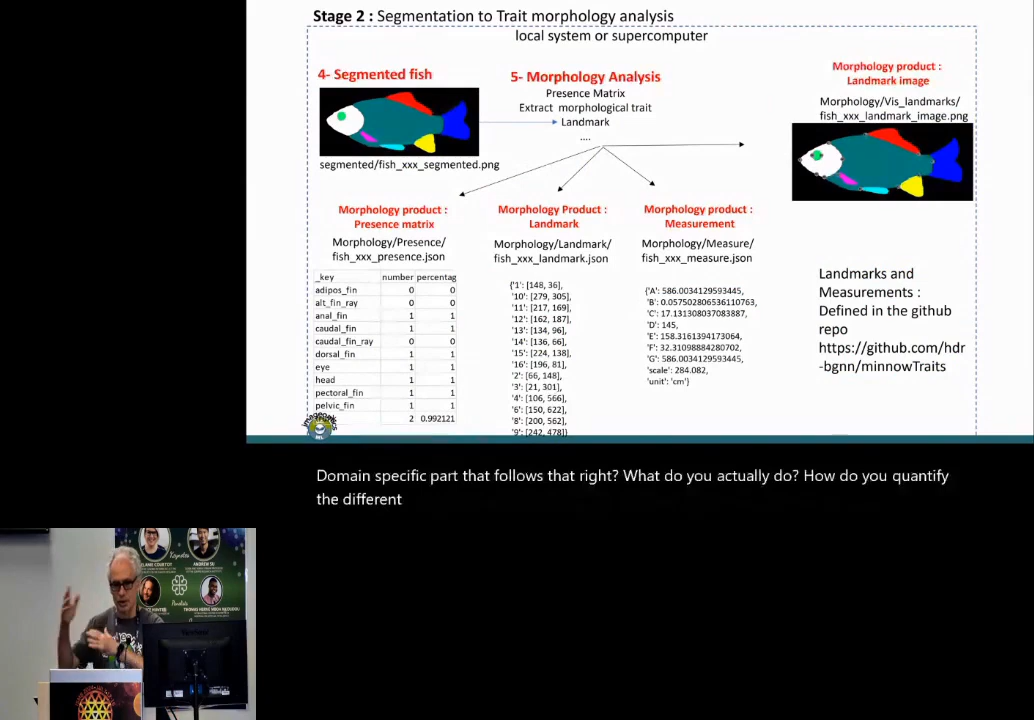 Stage 2 : Segmentation to Trait morphology analysis
local system or supercomputer
4- Segmented fish
segmented/fish_xxx_segmented.png
5- Morphology Analysis
Presence Matrix
Extract morphological trait
Landmark
....
Morphology product :
Landmark image
Morphology/Vis_landmarks/
fish_xxx_landmark_image.png
Morphology product :
Presence matrix
Morphology/Presence/
fish_xxx_presence.json
_key number percentag
adipos_fin 0 0
alt_fin_ray 0 0
anal_fin 1 1
caudal_fin 1 1
caudal_fin_ray 0 0
dorsal_fin 1 1
eye 1 1
head 1 1
pectoral_fin 1 1
pelvic_fin 1 1
2 0.992121
Morphology Product :
Landmark
Morphology/Landmark/
fish_xxx_landmark.json
{'1': [148, 36],
'10': [279, 305],
'11': [217, 169],
'12': [162, 187],
'13': [134, 96],
'14': [136, 66],
'15': [224, 138],
'16': [196, 81],
'2': [66, 148],
'3': [21, 301],
'4': [106, 566],
'6': [150, 622],
'8': [200, 562],
'9': [242, 478]}
Morphology product :
Measurement
Morphology/Measure/
fish_xxx_measure.json
{'A': 586.0034129593445,
'B': 0.057502806536110763,
'C': 17.131308037083887,
'D': 145,
'E': 158.3161394173064,
'F': 32.31098884280702,
'G': 586.0034129593445,
'scale': 284.082,
'unit': 'cm'}
Landmarks and
Measurements :
Defined in the github
repo
https://github.com/hdr
-bgnn/minnowTraits
Domain specific part that follows that right? What do you actually do? How do you quantify
the different
Keynotes
ANDREW SU
Panelists